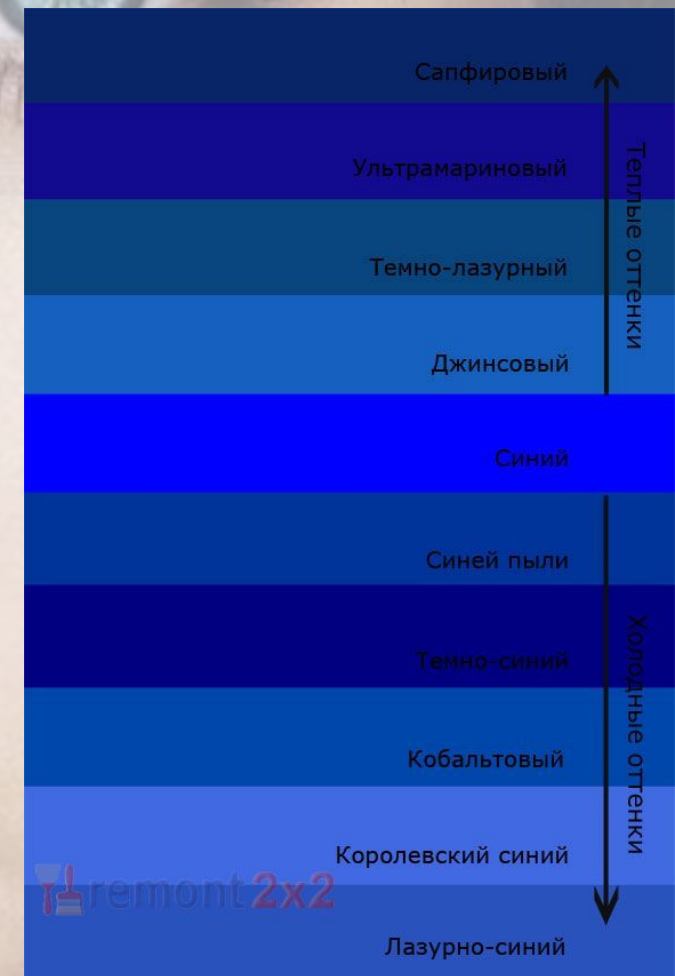 Сапфировый
Ультрамариновый
Темно-лазурный
Джинсовый
Теплые оттенки
Синий
Синей пыли
Темно-синий
Кобальтовый
Королевский синий
Лазурно-синий
Холодные оттенки
remont2x2